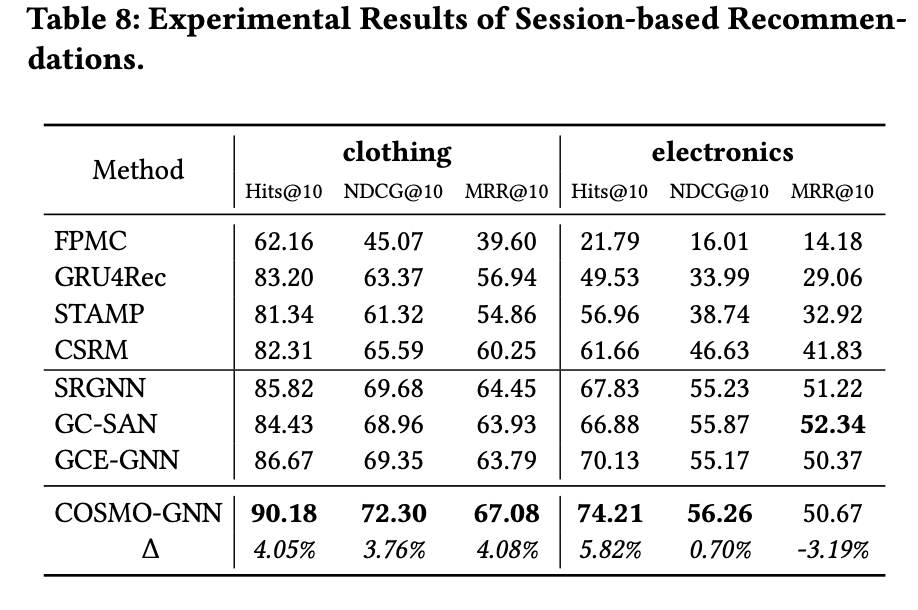 Table 8: Experimental Results of Session-based Recommen-
dations.
Method clothing electronics
Hits@10 NDCG@10 MRR@10 Hits@10 NDCG@10 MRR@10
FPMC 62.16 45.07 39.60 21.79 16.01 14.18
GRU4Rec 83.20 63.37 56.94 49.53 33.99 29.06
STAMP 81.34 61.32 54.86 56.96 38.74 32.92
CSRM 82.31 65.59 60.25 61.66 46.63 41.83
SRGNN 85.82 69.68 64.45 67.83 55.23 51.22
GC-SAN 84.43 68.96 63.93 66.88 55.87 52.34
GCE-GNN 86.67 69.35 63.79 70.13 55.17 50.37
COSMO-GNN 90.18 72.30 67.08 74.21 56.26 50.67
Δ 4.05% 3.76% 4.08% 5.82% 0.70% -3.19%